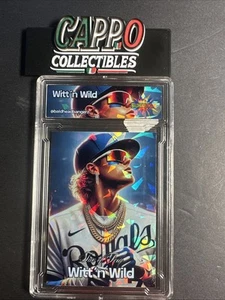 CAPPO
COLLECTIBLES
Witt 'n Wild
Royals
Witt 'n Wild